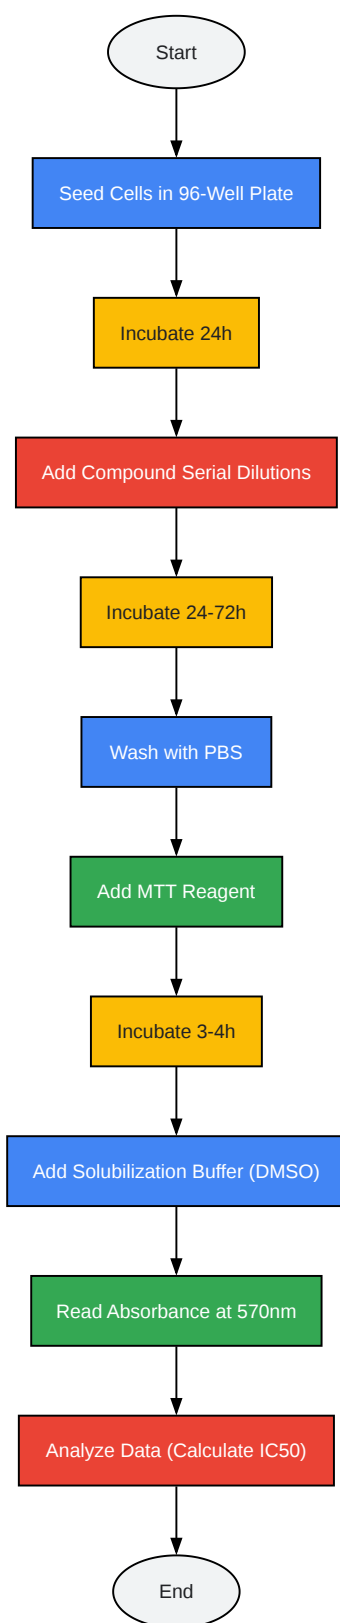 Start
Seed Cells in 96-Well Plate
Incubate 24h
Add Compound Serial Dilutions
Incubate 24-72h
Wash with PBS
Add MTT Reagent
Incubate 3-4h
Add Solubilization Buffer (DMSO)
Read Absorbance at 570nm
Analyze Data (Calculate IC50)
End